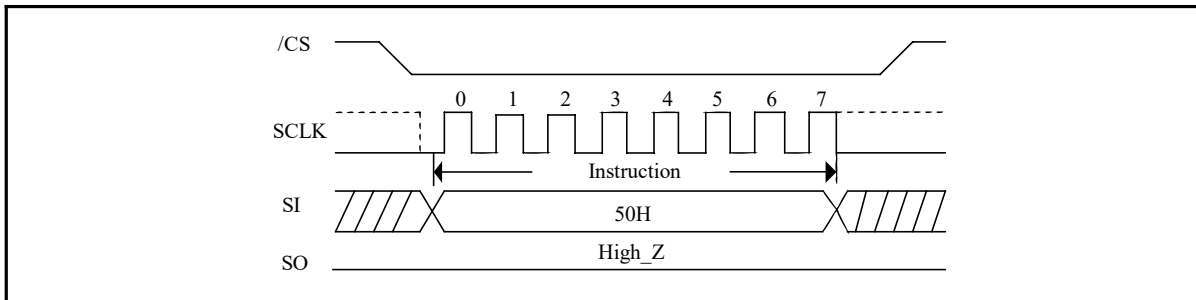 /CS
0 1 2 3 4 5 6 7
SCLK
Instruction
SI
50H
High_Z
SO